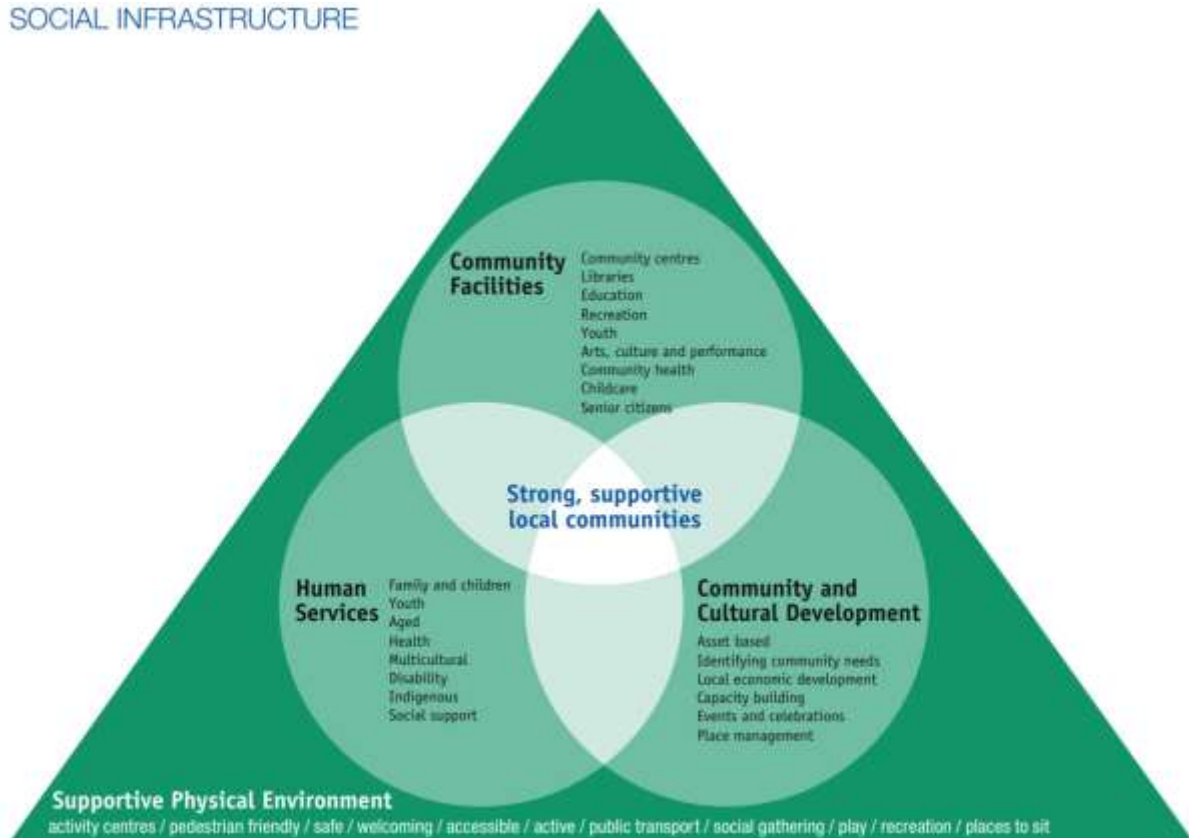 SOCIAL INFRASTRUCTURE
Community
Facilities
Community centres
Libraries
Education
Recreation
Youth
Arts, culture and performance
Community health
Childcare
Senior citizens
Strong, supportive
local communities
Human
Services
Family and children
Youth
Aged
Health
Multicultural
Disability
Indigenous
Social support
Community and
Cultural Development
Asset based
Identifying community needs
Local economic development
Capacity building
Events and celebrations
Place management
Supportive Physical Environment
activity centres / pedestrian friendly / safe / welcoming / accessible / active / public transport / social gathering / play / recreation / places to sit